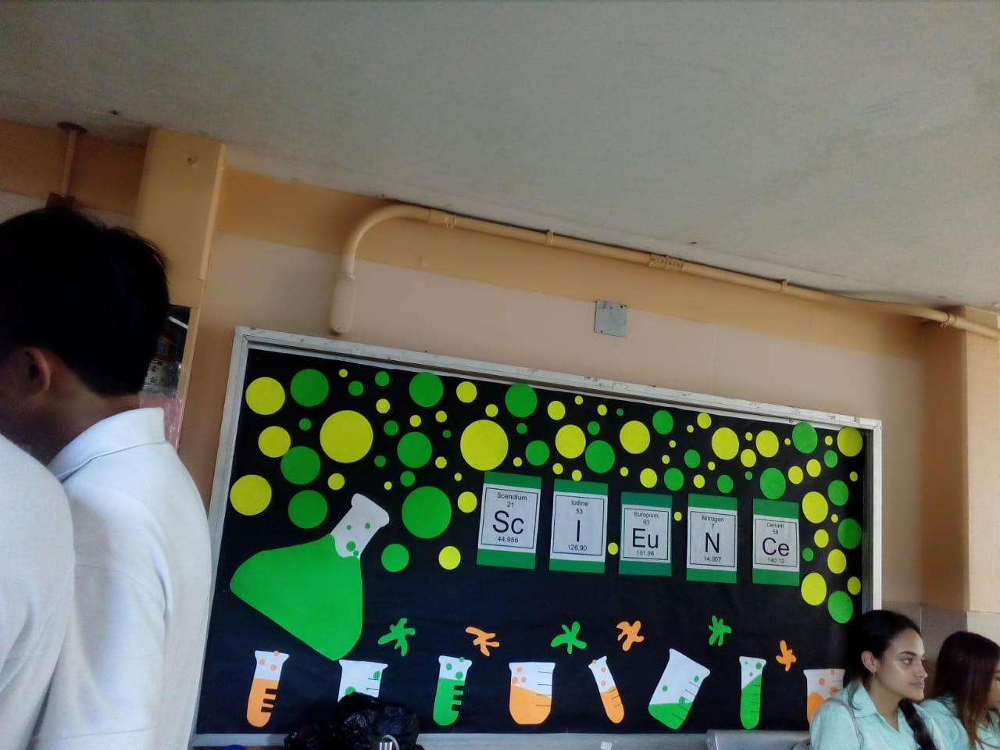 Scandium
21
Sc
44.956
Iodine
53
I
126.90
Europium
63
Eu
151.96
Nitrogen
7
N
14.007
Cerium
58
Ce
140.12